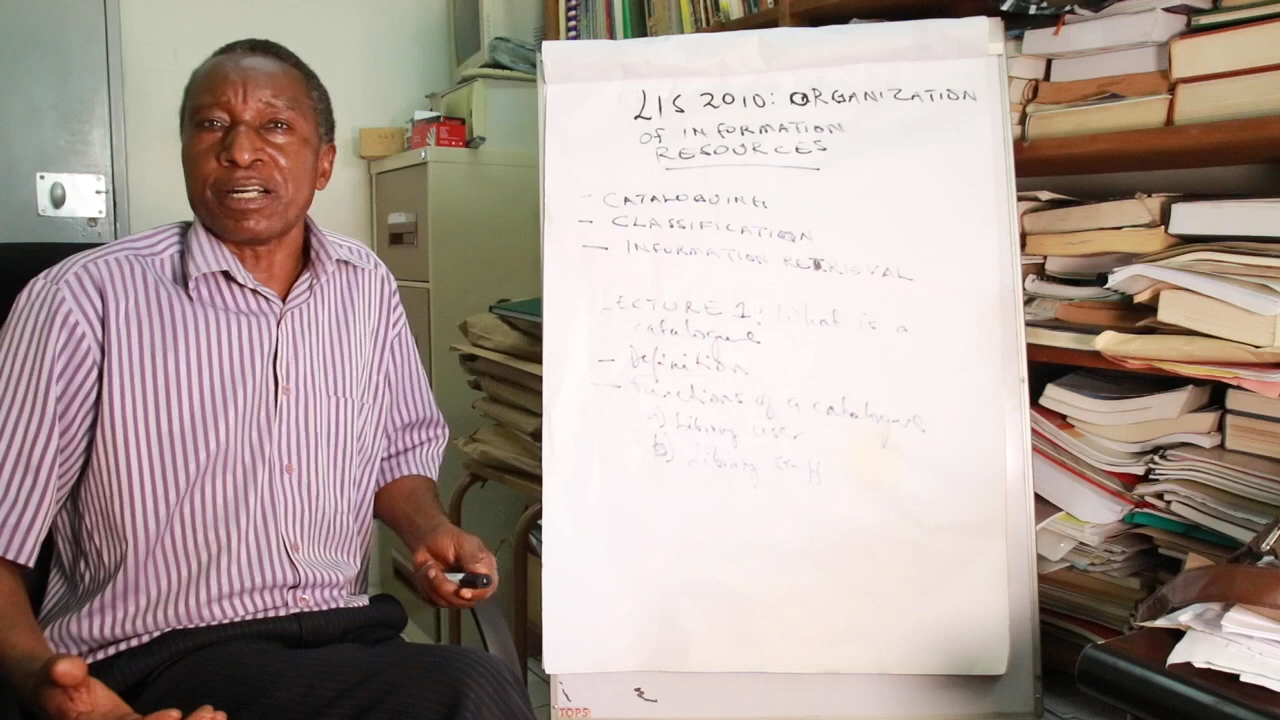 LIS 2010: ORGANIZATION
OF INFORMATION
RESOURCES
- CATALOGUING
- CLASSIFICATION
- INFORMATION RETRIEVAL
LECTURE 1: What is a
catalogue
- Definition
- Functions of a catalogue
a) Library user
b) Library staff
TOPS